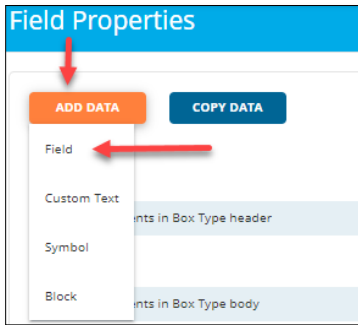 Field Properties
ADD DATA
COPY DATA
Field
Custom Text
ents in Box Type header
Symbol
Block
ents in Box Type body